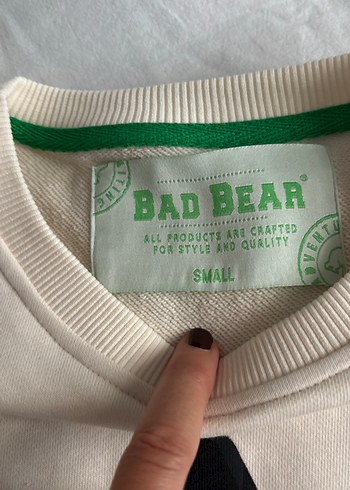 BAD BEAR®
ALL PRODUCTS ARE CRAFTED
FOR STYLE AND QUALITY
SMALL